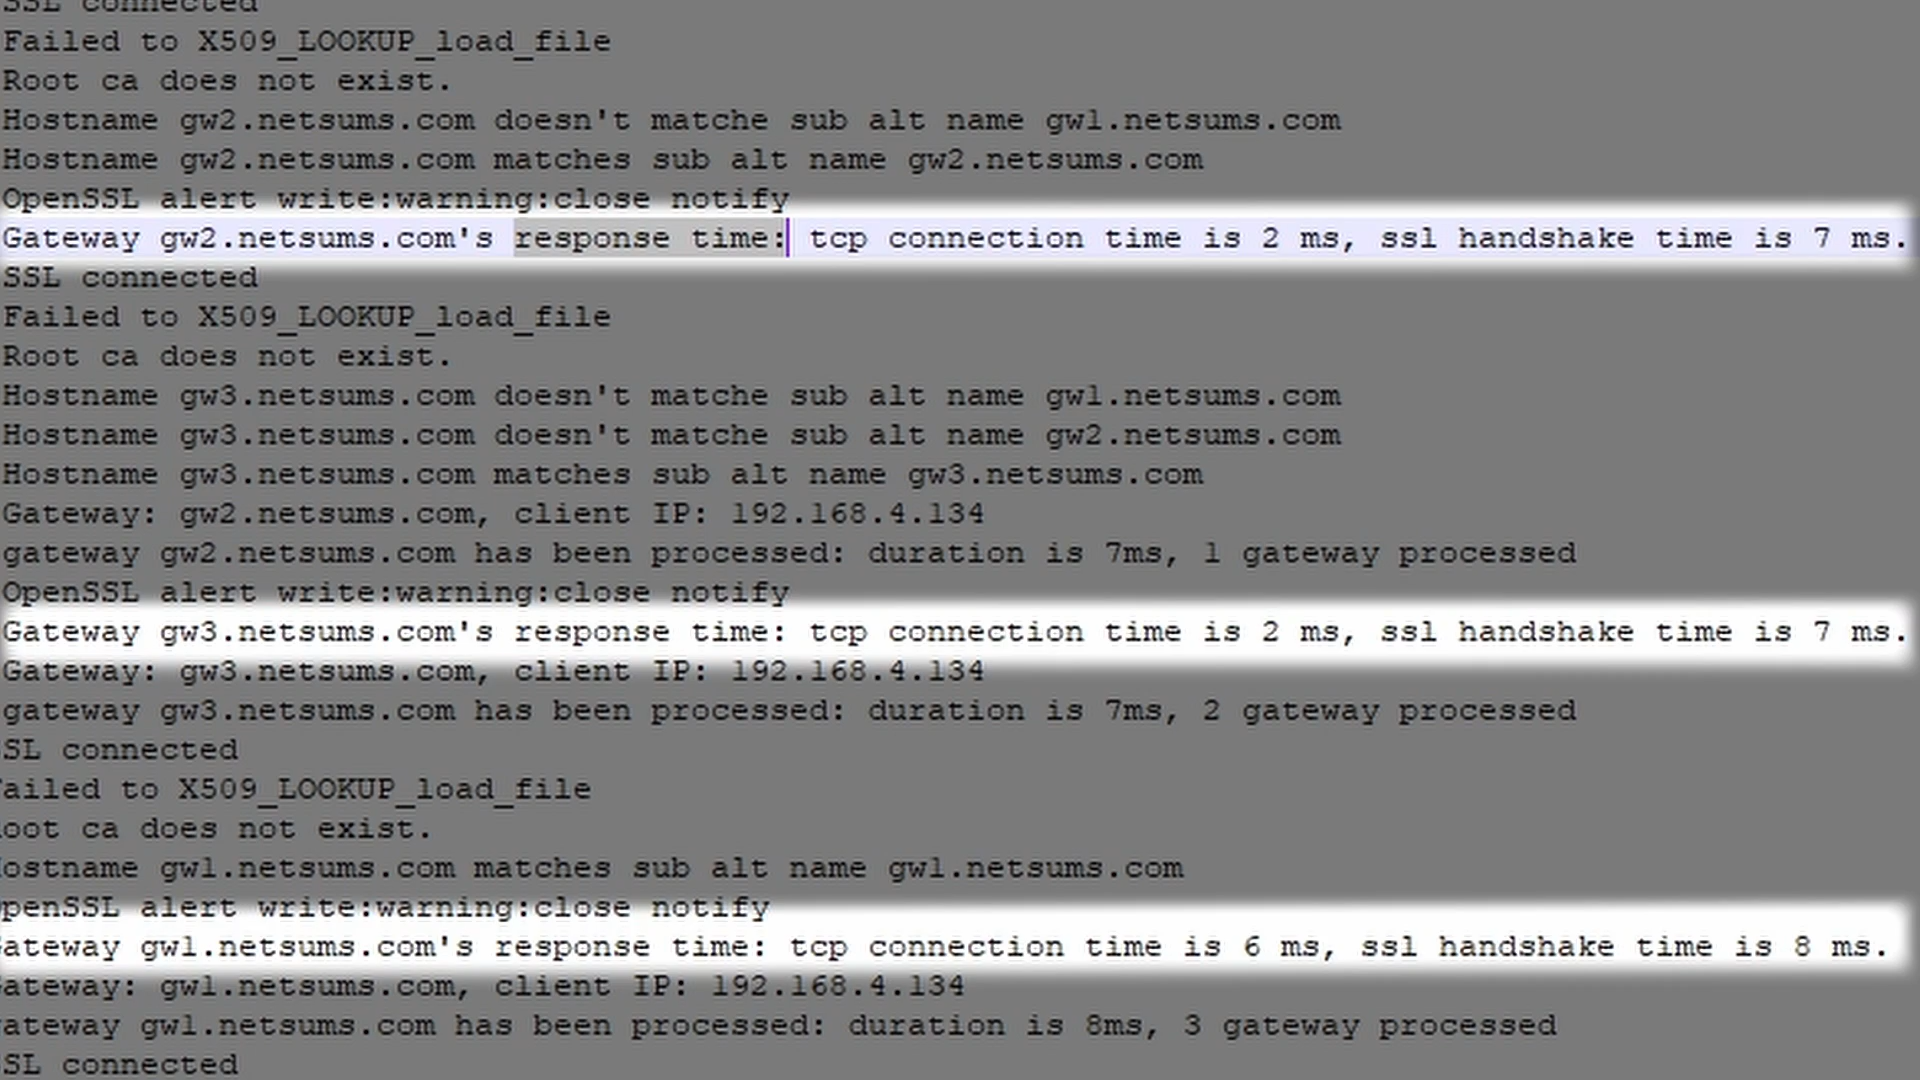 SSL connected
Failed to X509_LOOKUP_load_file
Root ca does not exist.
Hostname gw2.netsums.com doesn't matche sub alt name gw1.netsums.com
Hostname gw2.netsums.com matches sub alt name gw2.netsums.com
OpenSSL alert write:warning:close notify
Gateway gw2.netsums.com's response time: tcp connection time is 2 ms, ssl handshake time is 7 ms.
SSL connected
Failed to X509_LOOKUP_load_file
Root ca does not exist.
Hostname gw3.netsums.com doesn't matche sub alt name gw1.netsums.com
Hostname gw3.netsums.com doesn't matche sub alt name gw2.netsums.com
Hostname gw3.netsums.com matches sub alt name gw3.netsums.com
Gateway: gw2.netsums.com, client IP: 192.168.4.134
gateway gw2.netsums.com has been processed: duration is 7ms, 1 gateway processed
OpenSSL alert write:warning:close notify
Gateway gw3.netsums.com's response time: tcp connection time is 2 ms, ssl handshake time is 7 ms.
Gateway: gw3.netsums.com, client IP: 192.168.4.134
gateway gw3.netsums.com has been processed: duration is 7ms, 2 gateway processed
SL connected
ailed to X509_LOOKUP_load_file
oot ca does not exist.
ostname gw1.netsums.com matches sub alt name gw1.netsums.com
penSSL alert write:warning:close notify
ateway gw1.netsums.com's response time: tcp connection time is 6 ms, ssl handshake time is 8 ms.
ateway: gw1.netsums.com, client IP: 192.168.4.134
ateway gw1.netsums.com has been processed: duration is 8ms, 3 gateway processed
SL connected